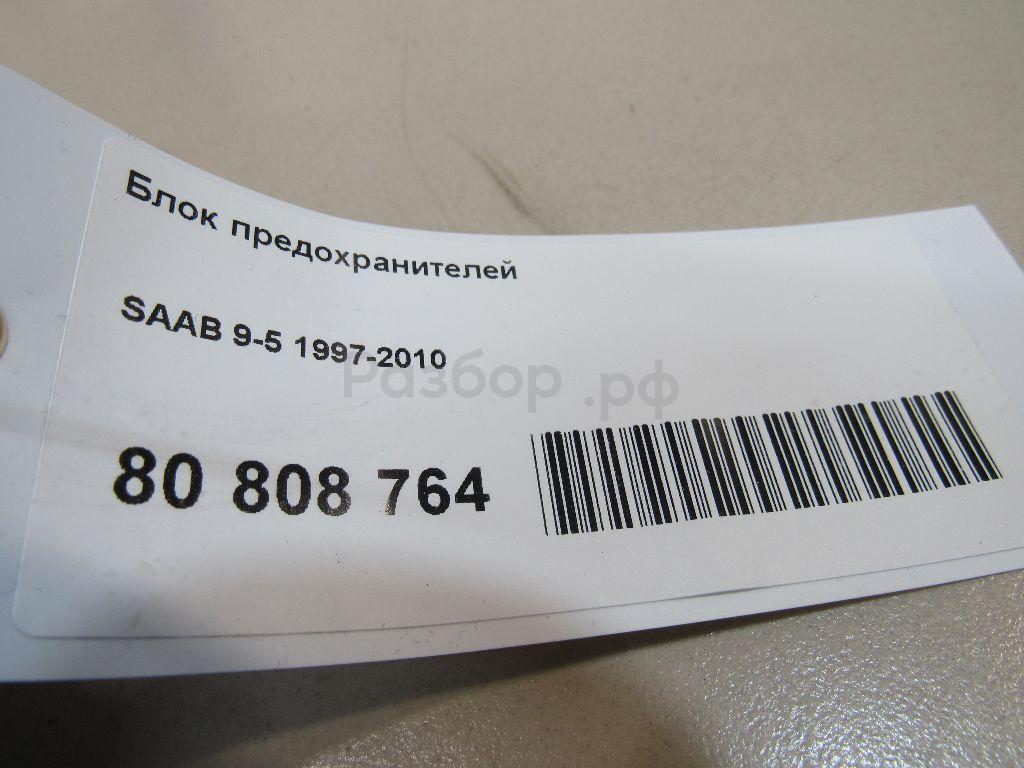 Блок предохранителей
SAAB 9-5 1997-2010
Разбор.рф
80 808 764